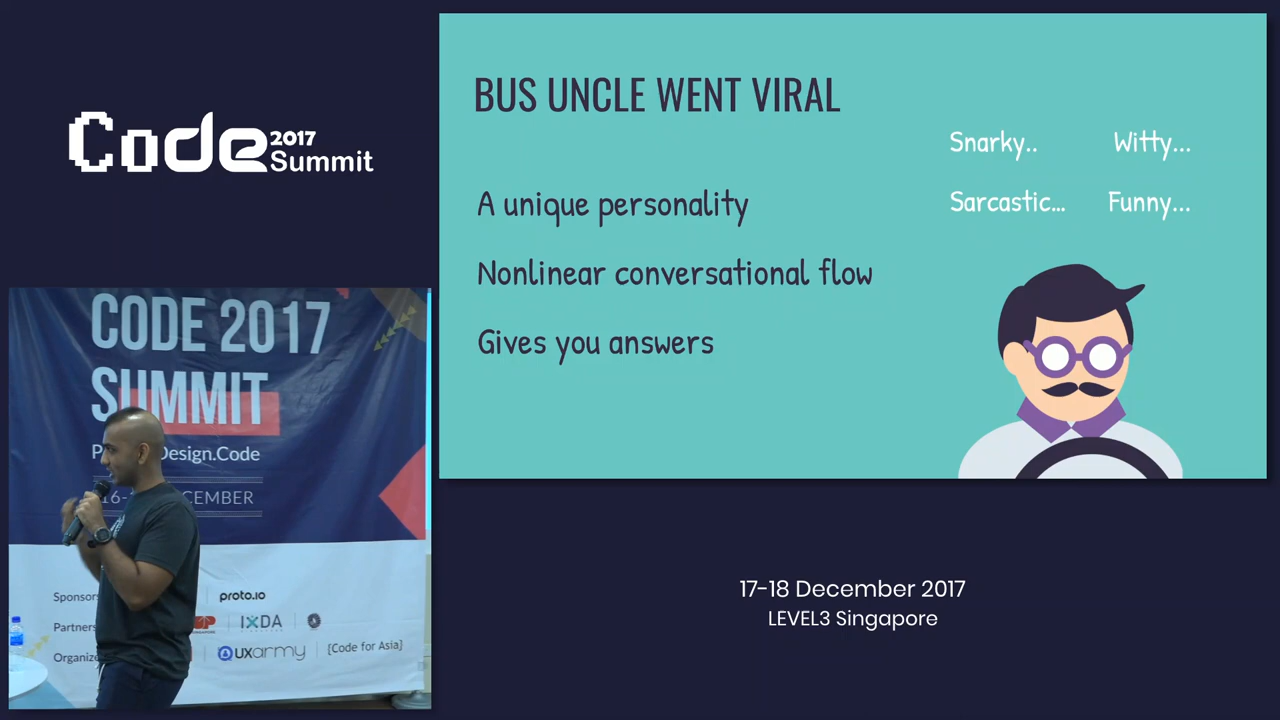 Code 2017 Summit
BUS UNCLE WENT VIRAL
Snarky.. Witty...
Sarcastic... Funny...
A unique personality
Nonlinear conversational flow
Gives you answers
CODE 2017
SUMMIT
Design.Code
Sponsors
proto.io
Partners
IXDA
Organize
uxarmy [Code for Asia]
17-18 December 2017
LEVEL3 Singapore